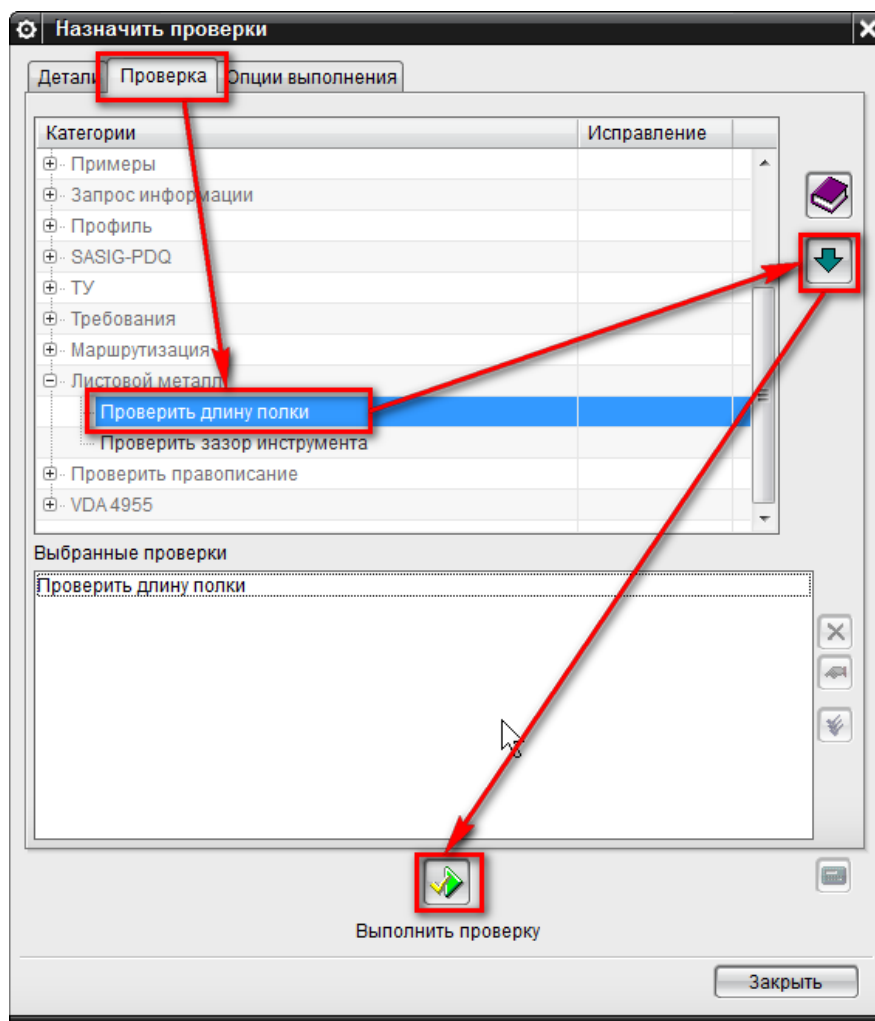 Назначить проверки
Детали Проверка Опции выполнения
Категории Исправление
Примеры
Запрос информации
Профиль
SASIG-PDQ
ТУ
Требования
Маршрутизация
Листовой металл
Проверить длину полки
Проверить зазор инструмента
Проверить правописание
VDA 4955
Выбранные проверки
Проверить длину полки
Выполнить проверку
Закрыть